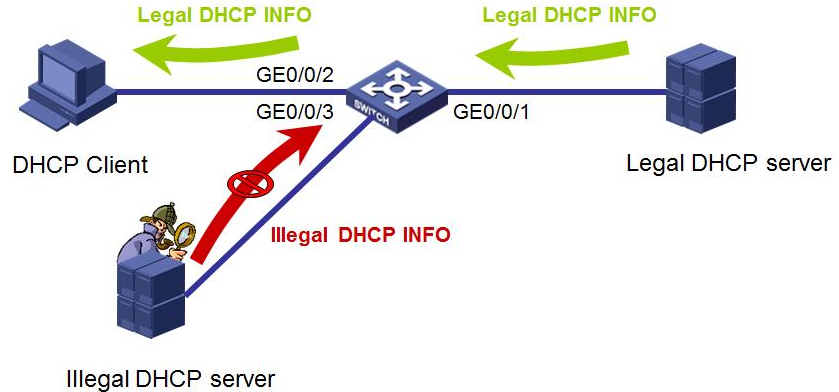 Legal DHCP INFO
Legal DHCP INFO
GE0/0/2
SWITCH
GE0/0/3
GE0/0/1
DHCP Client
Legal DHCP server
Illegal DHCP INFO
Illegal DHCP server